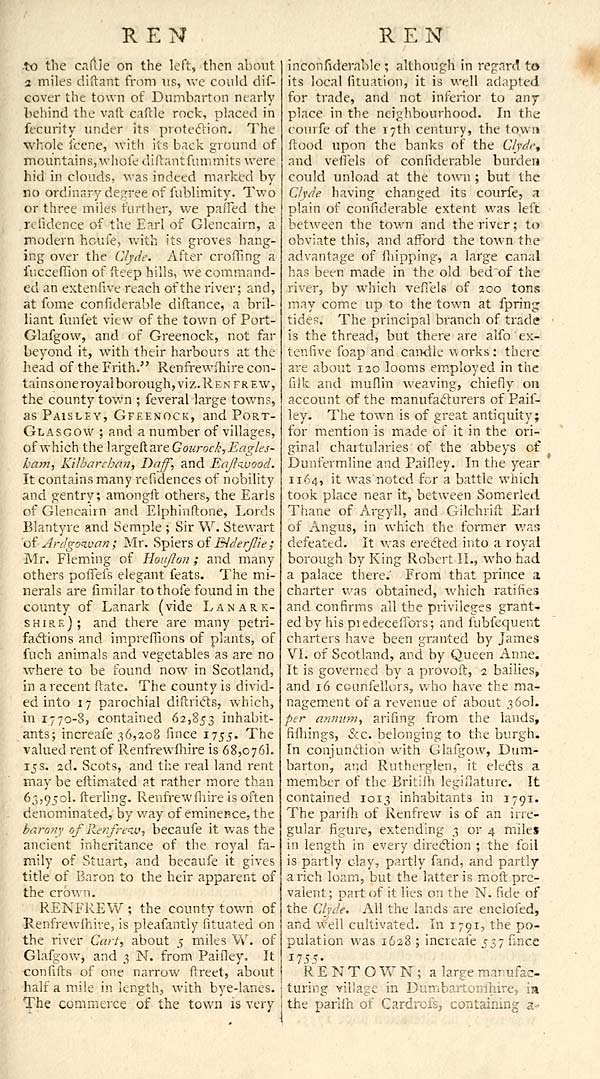 REN
REN
to the caſtle on the left, then about
2 miles diſtant from us, we could diſ-
cover the town of Dumbarton nearly
behind the vaſt caſtle rock, placed in
ſecurity under its protection. The
whole ſcene, with its back ground of
mountains, whoſe diſtant ſummits were
hid in clouds, was indeed marked by
no ordinary degree of ſublimity. Two
or three miles further, we paſſed the
reſidence of the Earl of Glencairn, a
modern houſe, with its groves hang-
ing over the Clyde. After croſſing a
ſucceſſion of ſteep hills, we command-
ed an extenſive reach of the river; and,
at ſome conſiderable diſtance, a bril-
liant ſunſet view of the town of Port-
Glaſgow, and of Greenock, not far
beyond it, with their harbours at the
head of the Frith." Renfrewſhire con-
tains one royal borough, viz. RENFREW,
the county town; ſeveral large towns,
as PAISLEY, GREENOCK, and PORT-
GLASGOW; and a number of villages,
of which the largeſt are Gourock, Eagleſ-
ham, Kilbarchan, Daff, and Eaſtwood.
It contains many reſidences of nobility
and gentry; amongſt others, the Earls
of Glencairn and Elphinſtone, Lords
Blantyre and Semple; Sir W. Stewart
of Ardgowan; Mr. Spiers of Elderſlie;
Mr. Fleming of Houſton; and many
others poſſeſs elegant ſeats. The mi-
nerals are ſimilar to thoſe found in the
county of Lanark (vide LANARK-
SHIRE); and there are many petri-
factions and impreſſions of plants, of
ſuch animals and vegetables as are no
where to be found now in Scotland,
in a recent ſtate. The county is divid-
ed into 17 parochial diſtricts, which,
in 1770-8, contained 62,853 inhabit-
ants; increaſe 36,208 ſince 1755. The
valued rent of Renfrewſhire is 68,076l.
15s. 2d. Scots, and the real land rent
may be eſtimated at rather more than
63,950l. ſterling. Renfrewſhire is often
denominated, by way of eminence, the
barony of Renfrew, becauſe it was the
ancient inheritance of the royal fa-
mily of Stuart, and becauſe it gives
title of Baron to the heir apparent of
the crown.
RENFREW; the county town of
Renfrewſhire, is pleaſantly ſituated on
the river Cart, about 5 miles W. of
Glaſgow, and 3 N. from Paiſley. It
conſiſts of one narrow ſtreet, about
half a mile in length, with bye-lanes.
The commerce of the town is very
inconſiderable; although in regard to
its local ſituation, it is well adapted
for trade, and not inferior to any
place in the neighbourhood. In the
courſe of the 17th century, the town
ſtood upon the banks of the Clyde,
and veſſels of conſiderable burden
could unload at the town; but the
Clyde having changed its courſe, a
plain of conſiderable extent was left
between the town and the river; to
obviate this, and afford the town the
advantage of ſhipping, a large canal
has been made in the old bed of the
river, by which veſſels of 200 tons
may come up to the town at ſpring
tides. The principal branch of trade
is the thread, but there are alſo ex-
tenſive ſoap and candle works: there
are about 120 looms employed in the
ſilk and muſlin weaving, chiefly on
account of the manufacturers of Paiſ-
ley. The town is of great antiquity;
for mention is made of it in the ori-
ginal chartularies of the abbeys of
Dunfermline and Paiſley. In the year
1164, it was noted for a battle which
took place near it, between Somerled
Thane of Argyll, and Gilchriſt Earl
of Angus, in which the former was
defeated. It was erected into a royal
borough by King Robert II., who had
a palace there. From that prince a
charter was obtained, which ratifies
and confirms all the privileges grant-
ed by his predeceſſors; and ſubſequent
charters have been granted by James
VI. of Scotland, and by Queen Anne.
It is governed by a provoſt, 2 bailies,
and 16 counſellors, who have the ma-
nagement of a revenue of about 360l.
per annum, ariſing from the lands,
fiſhings, &c. belonging to the burgh.
In conjunction with Glaſgow, Dum-
barton, and Rutherglen, it elects a
member of the Britiſh legiſlature. It
contained 1013 inhabitants in 1791.
The pariſh of Renfrew is of an irre-
gular figure, extending 3 or 4 miles
in length in every direction; the ſoil
is partly clay, partly ſand, and partly
a rich loam, but the latter is moſt pre-
valent; part of it lies on the N. ſide of
the Clyde. All the lands are encloſed,
and well cultivated. In 1791, the po-
pulation was 1628; increaſe 537 ſince
1755.
RENTOWN; a large manufac-
turing village in Dumbartonſhire, in
the pariſh of Cardroſs, containing a-